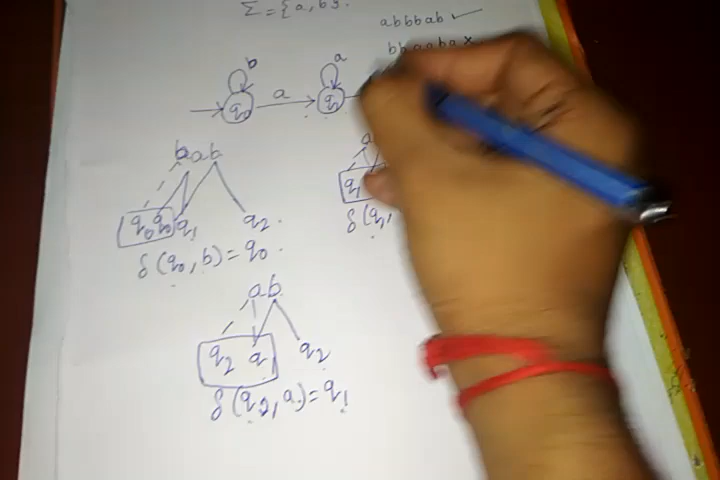 Σ = {a, b}.
abbbab ✓
bbaaba ×
b
a
q0
a
q1
bab
q0 q0 q1
q2
δ(q0, b) = q0
a
q1
δ(q1,
ab
q2 q1
q2
δ(q2, a) = q1